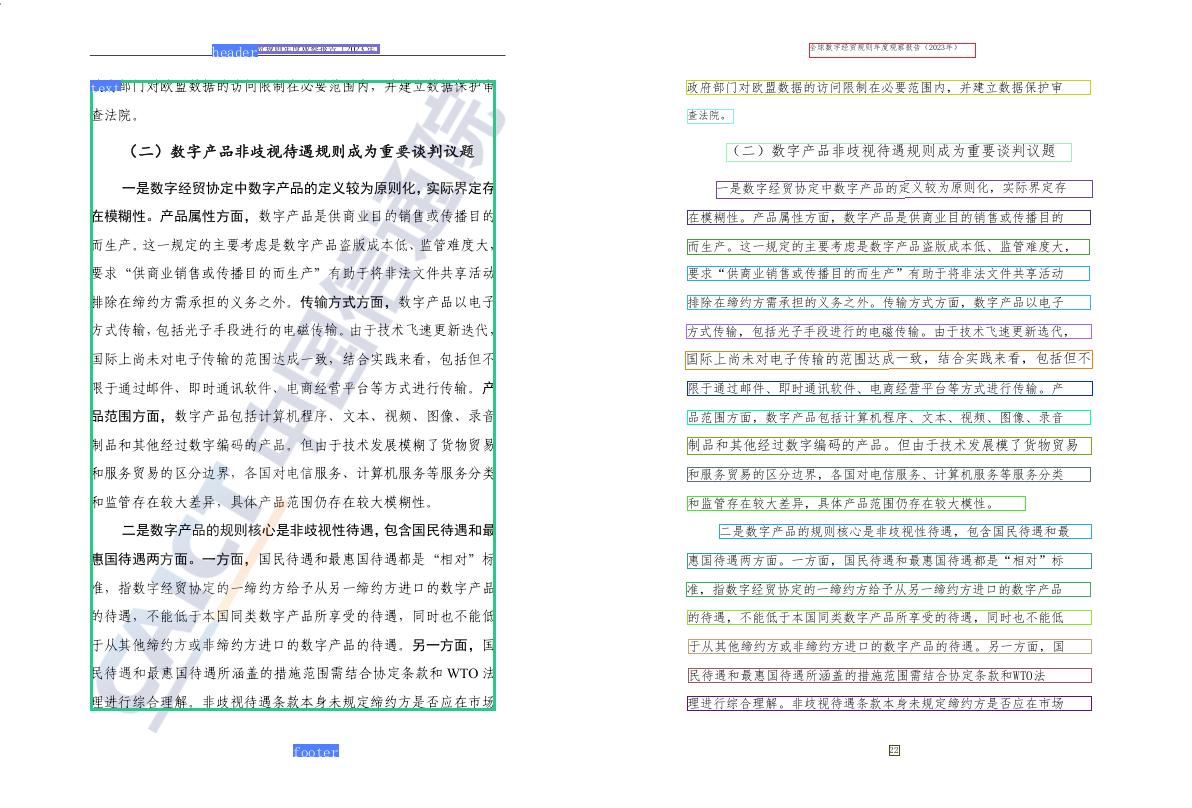 header
text部门对欧盟数据的访问限制在必要范围内，并建立数据保护审
查法院。
（二）数字产品非歧视待遇规则成为重要谈判议题
一是数字经贸协定中数字产品的定义较为原则化，实际界定存
在模糊性。产品属性方面，数字产品是供商业目的销售或传播目的
而生产。这一规定的主要考虑是数字产品盗版成本低、监管难度大，
要求“供商业销售或传播目的而生产”有助于将非法文件共享活动
排除在缔约方需承担的义务之外。传输方式方面，数字产品以电子
方式传输，包括光子手段进行的电磁传输。由于技术飞速更新迭代，
国际上尚未对电子传输的范围达成一致，结合实践来看，包括但不
限于通过邮件、即时通讯软件、电商经营平台等方式进行传输。产
品范围方面，数字产品包括计算机程序、文本、视频、图像、录音
制品和其他经过数字编码的产品。但由于技术发展模糊了货物贸易
和服务贸易的区分边界，各国对电信服务、计算机服务等服务分类
和监管存在较大差异，具体产品范围仍存在较大模糊性。
二是数字产品的规则核心是非歧视性待遇，包含国民待遇和最
惠国待遇两方面。一方面，国民待遇和最惠国待遇都是“相对”标
准，指数字经贸协定的一缔约方给予从另一缔约方进口的数字产品
的待遇，不能低于本国同类数字产品所享受的待遇，同时也不能低
于从其他缔约方或非缔约方进口的数字产品的待遇。另一方面，国
民待遇和最惠国待遇所涵盖的措施范围需结合协定条款和 WTO 法
理进行综合理解。非歧视待遇条款本身未规定缔约方是否应在市场
CAICT 中国信通院
footer
全球数字经贸规则年度观察报告（2023年）
政府部门对欧盟数据的访问限制在必要范围内，并建立数据保护审
查法院。
（二）数字产品非歧视待遇规则成为重要谈判议题
一是数字经贸协定中数字产品的定义较为原则化，实际界定存
在模糊性。产品属性方面，数字产品是供商业目的销售或传播目的
而生产。这一规定的主要考虑是数字产品盗版成本低、监管难度大，
要求“供商业销售或传播目的而生产”有助于将非法文件共享活动
排除在缔约方需承担的义务之外。传输方式方面，数字产品以电子
方式传输，包括光子手段进行的电磁传输。由于技术飞速更新迭代，
国际上尚未对电子传输的范围达成一致，结合实践来看，包括但不
限于通过邮件、即时通讯软件、电商经营平台等方式进行传输。产
品范围方面，数字产品包括计算机程序、文本、视频、图像、录音
制品和其他经过数字编码的产品。但由于技术发展模了货物贸易
和服务贸易的区分边界，各国对电信服务、计算机服务等服务分类
和监管存在较大差异，具体产品范围仍存在较大模性。
二是数字产品的规则核心是非歧视性待遇，包含国民待遇和最
惠国待遇两方面。一方面，国民待遇和最惠国待遇都是“相对”标
准，指数字经贸协定的一缔约方给予从另一缔约方进口的数字产品
的待遇，不能低于本国同类数字产品所享受的待遇，同时也不能低
于从其他缔约方或非缔约方进口的数字产品的待遇。另一方面，国
民待遇和最惠国待遇所涵盖的措施范围需结合协定条款和WTO法
理进行综合理解。非歧视待遇条款本身未规定缔约方是否应在市场
22